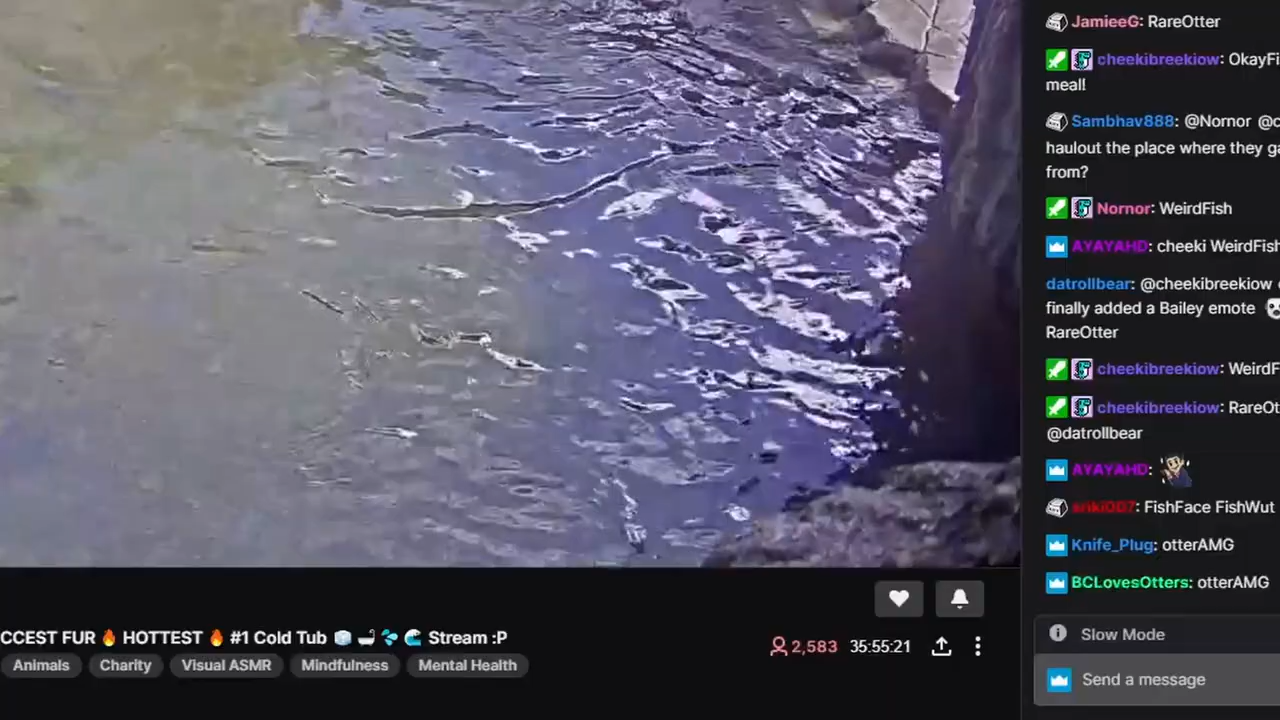 JamieeG: RareOtter
cheekibreekiow: OkayFi
meal!
Sambhav888: @Nornor @c
haulout the place where they ga
from?
Nornor: WeirdFish
AYAYAHD: cheeki WeirdFish
datrollbear: @cheekibreekiow
finally added a Bailey emote
RareOtter
cheekibreekiow: WeirdF
cheekibreekiow: RareOt
@datrollbear
AYAYAHD:
sriki007: FishFace FishWut
Knife_Plug: otterAMG
BCLovesOtters: otterAMG
CCEST FUR 🔥 HOTTEST 🔥 #1 Cold Tub 🧊 🛁 💦 🌊 Stream :P
2,583 35:55:21
Animals Charity Visual ASMR Mindfulness Mental Health
Slow Mode
Send a message